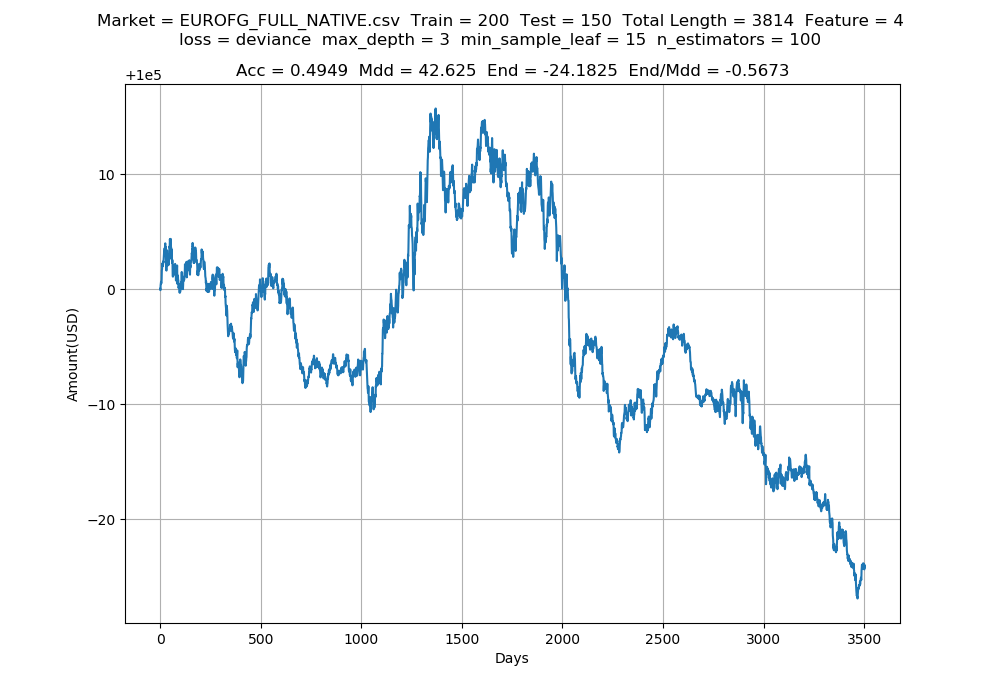 Market = EUROFG_FULL_NATIVE.csv  Train = 200  Test = 150  Total Length = 3814  Feature = 4
loss = deviance  max_depth = 3  min_sample_leaf = 15  n_estimators = 100
Acc = 0.4949  Mdd = 42.625  End = -24.1825  End/Mdd = -0.5673
+1e5
10
0
−10
−20
Amount(USD)
0 500 1000 1500 2000 2500 3000 3500
Days